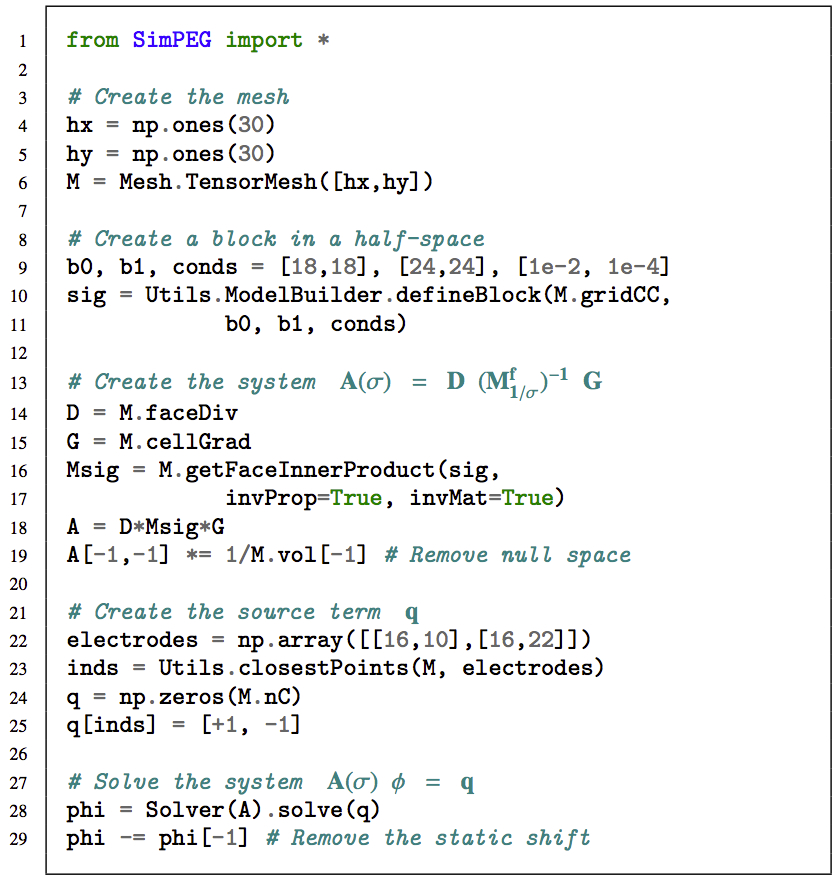 1 from SimPEG import *
2
3 # Create the mesh
4 hx = np.ones(30)
5 hy = np.ones(30)
6 M = Mesh.TensorMesh([hx,hy])
7
8 # Create a block in a half-space
9 b0, b1, conds = [18,18], [24,24], [1e-2, 1e-4]
10 sig = Utils.ModelBuilder.defineBlock(M.gridCC,
11             b0, b1, conds)
12
13 # Create the system A(σ) = D (M^f_{1/σ})^{-1} G
14 D = M.faceDiv
15 G = M.cellGrad
16 Msig = M.getFaceInnerProduct(sig,
17             invProp=True, invMat=True)
18 A = D*Msig*G
19 A[-1,-1] *= 1/M.vol[-1] # Remove null space
20
21 # Create the source term q
22 electrodes = np.array([[16,10],[16,22]])
23 inds = Utils.closestPoints(M, electrodes)
24 q = np.zeros(M.nC)
25 q[inds] = [+1, -1]
26
27 # Solve the system A(σ) ϕ = q
28 phi = Solver(A).solve(q)
29 phi -= phi[-1] # Remove the static shift